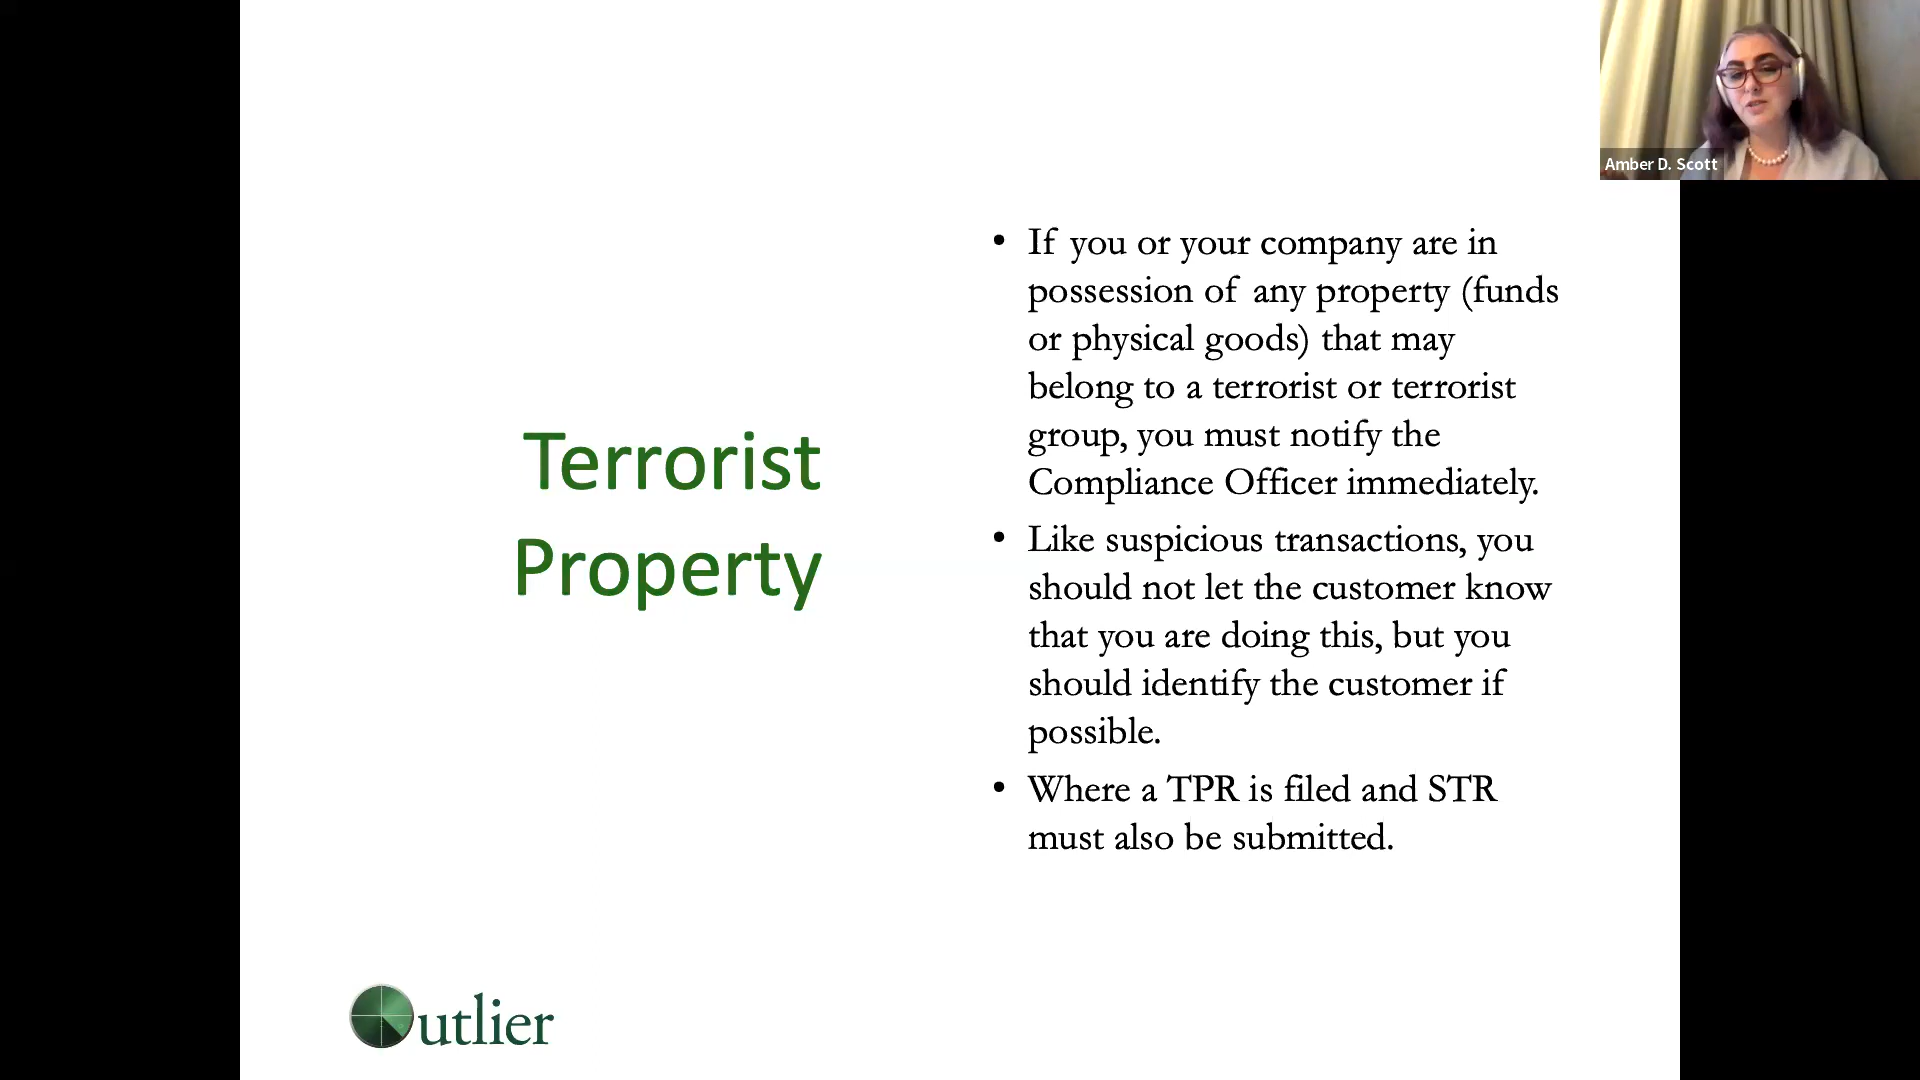 Amber D. Scott
Terrorist
Property
• If you or your company are in
possession of any property (funds
or physical goods) that may
belong to a terrorist or terrorist
group, you must notify the
Compliance Officer immediately.
• Like suspicious transactions, you
should not let the customer know
that you are doing this, but you
should identify the customer if
possible.
• Where a TPR is filed and STR
must also be submitted.
Outlier